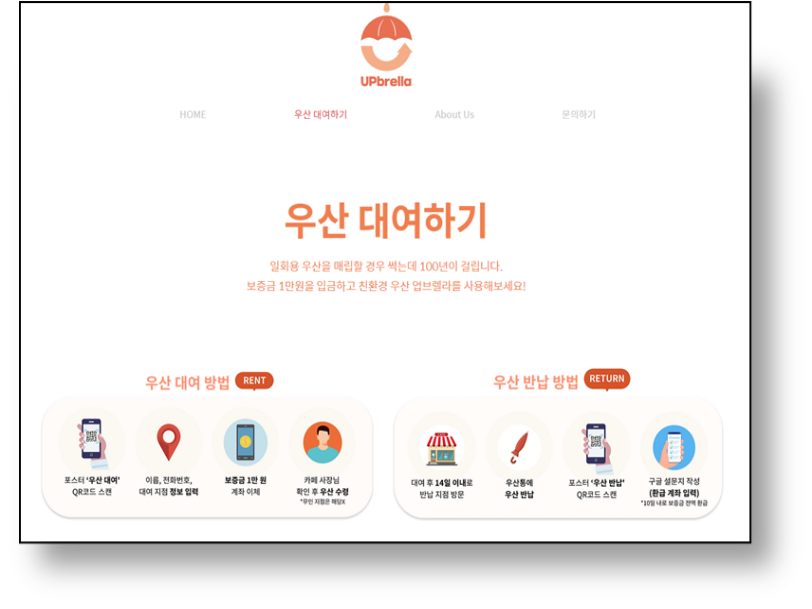 UPbrella
HOME
우산 대여하기
About Us
문의하기
우산 대여하기
일회용 우산을 매립할 경우 썩는데 100년이 걸립니다.
보증금 1만원을 입금하고 친환경 우산 업브렐라를 사용해보세요!
우산 대여 방법 RENT
포스터 '우산 대여'
QR코드 스캔
이름, 전화번호,
대여 지점 정보 입력
보증금 1만 원
계좌 이체
카페 사장님
확인 후 우산 수령
*무인 지점은 해당X
우산 반납 방법 RETURN
대여 후 14일 이내로
반납 지점 방문
우산통에
우산 반납
포스터 '우산 반납'
QR코드 스캔
구글 설문지 작성
(환급 계좌 입력)
*10일 내로 보증금 전액 환급